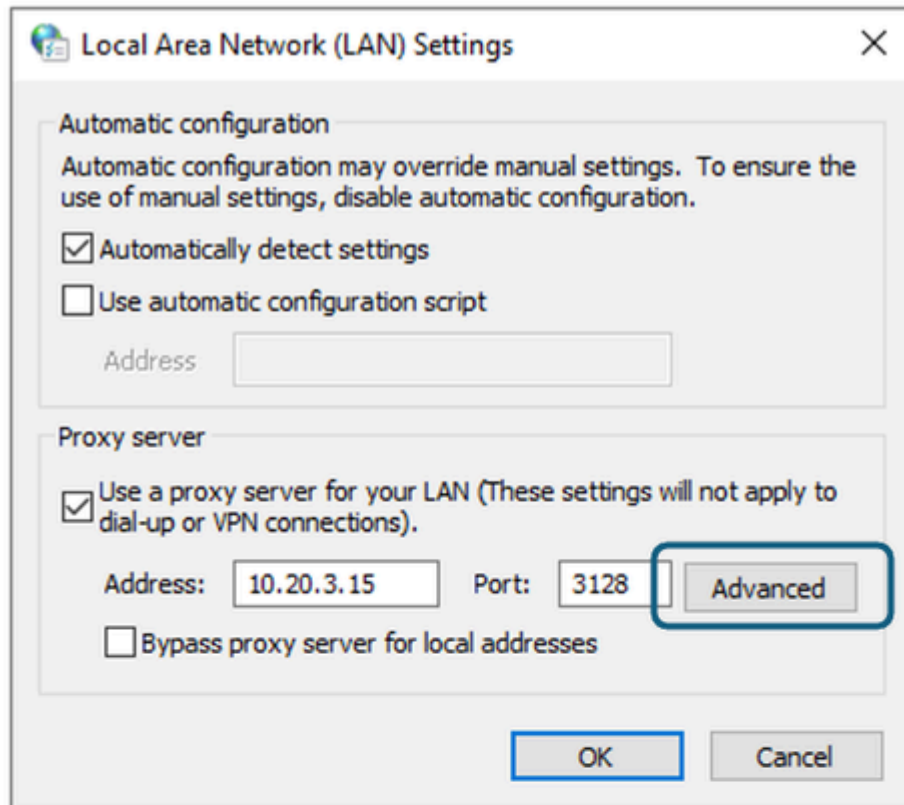 Local Area Network (LAN) Settings
Automatic configuration
Automatic configuration may override manual settings. To ensure the
use of manual settings, disable automatic configuration.
Automatically detect settings
Use automatic configuration script
Address
Proxy server
Use a proxy server for your LAN (These settings will not apply to
dial-up or VPN connections).
Address: 10.20.3.15 Port: 3128 Advanced
Bypass proxy server for local addresses
OK Cancel